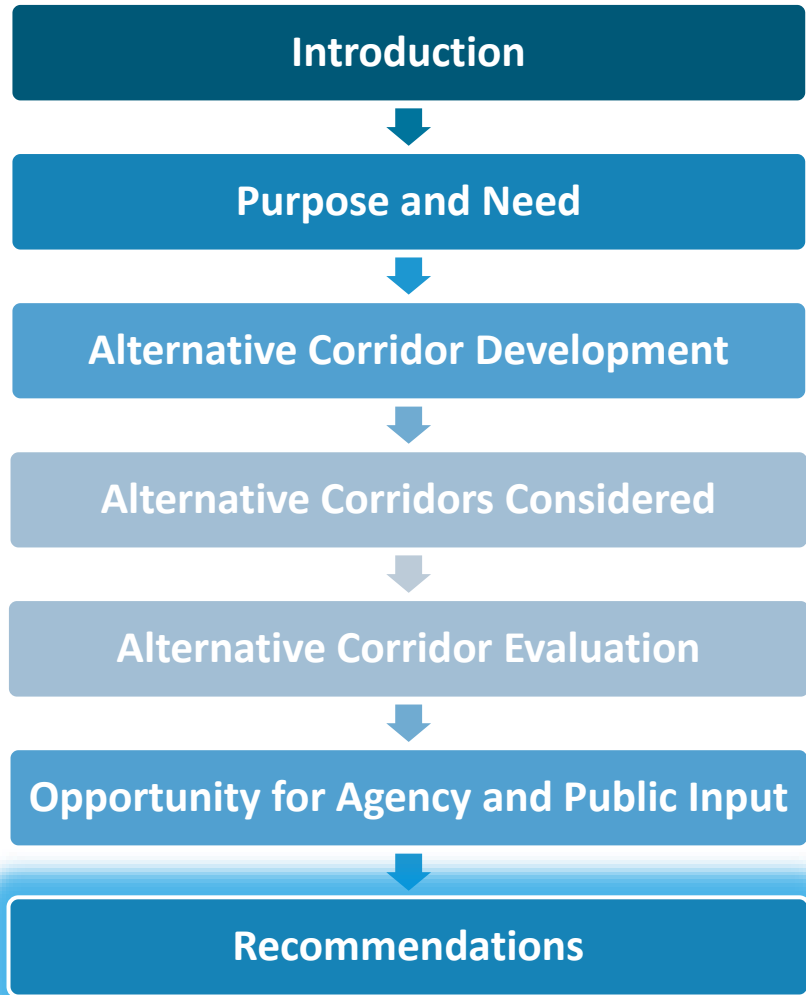 Introduction
Purpose and Need
Alternative Corridor Development
Alternative Corridors Considered
Alternative Corridor Evaluation
Opportunity for Agency and Public Input
Recommendations